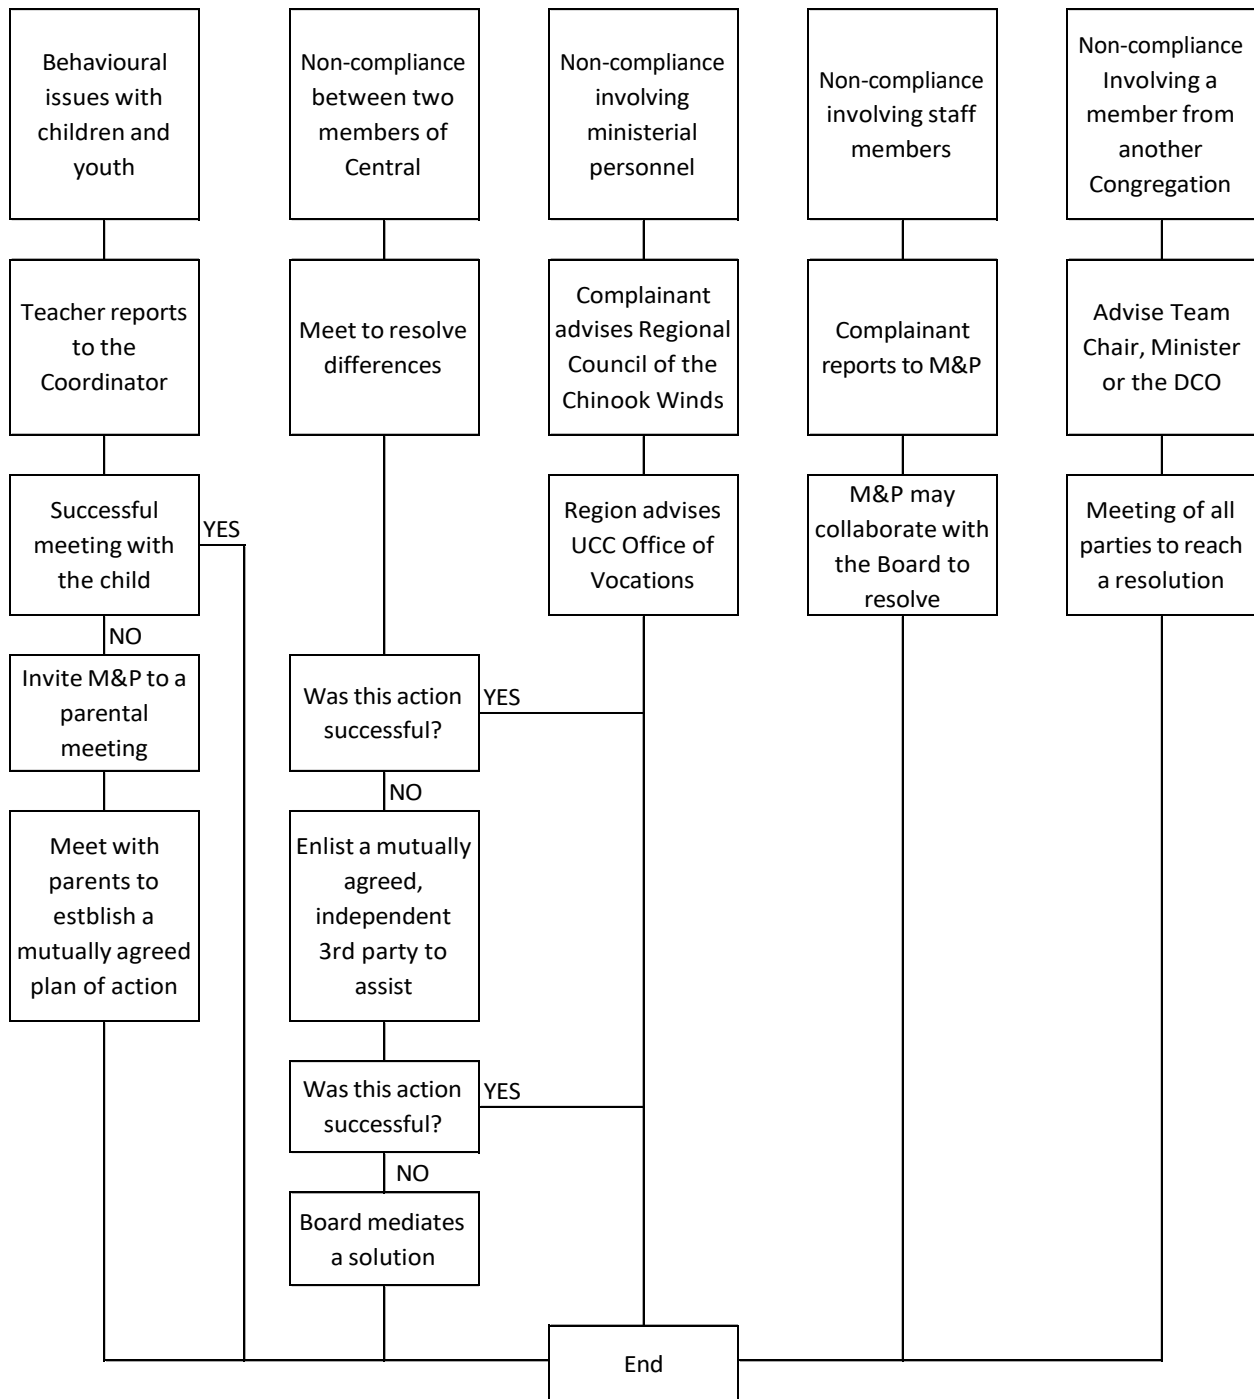 Behavioural
issues with
children and
youth
Non-compliance
between two
members of
Central
Non-compliance
involving
ministerial
personnel
Non-compliance
involving staff
members
Non-compliance
Involving a
member from
another
Congregation
Teacher reports
to the
Coordinator
Meet to resolve
differences
Complainant
advises Regional
Council of the
Chinook Winds
Complainant
reports to M&P
Advise Team
Chair, Minister
or the DCO
Successful
meeting with
the child
YES
Region advises
UCC Office of
Vocations
M&P may
collaborate with
the Board to
resolve
Meeting of all
parties to reach
a resolution
NO
Invite M&P to a
parental
meeting
Was this action
successful?
YES
NO
Meet with
parents to
estblish a
mutually agreed
plan of action
Enlist a mutually
agreed,
independent
3rd party to
assist
Was this action
successful?
YES
NO
Board mediates
a solution
End